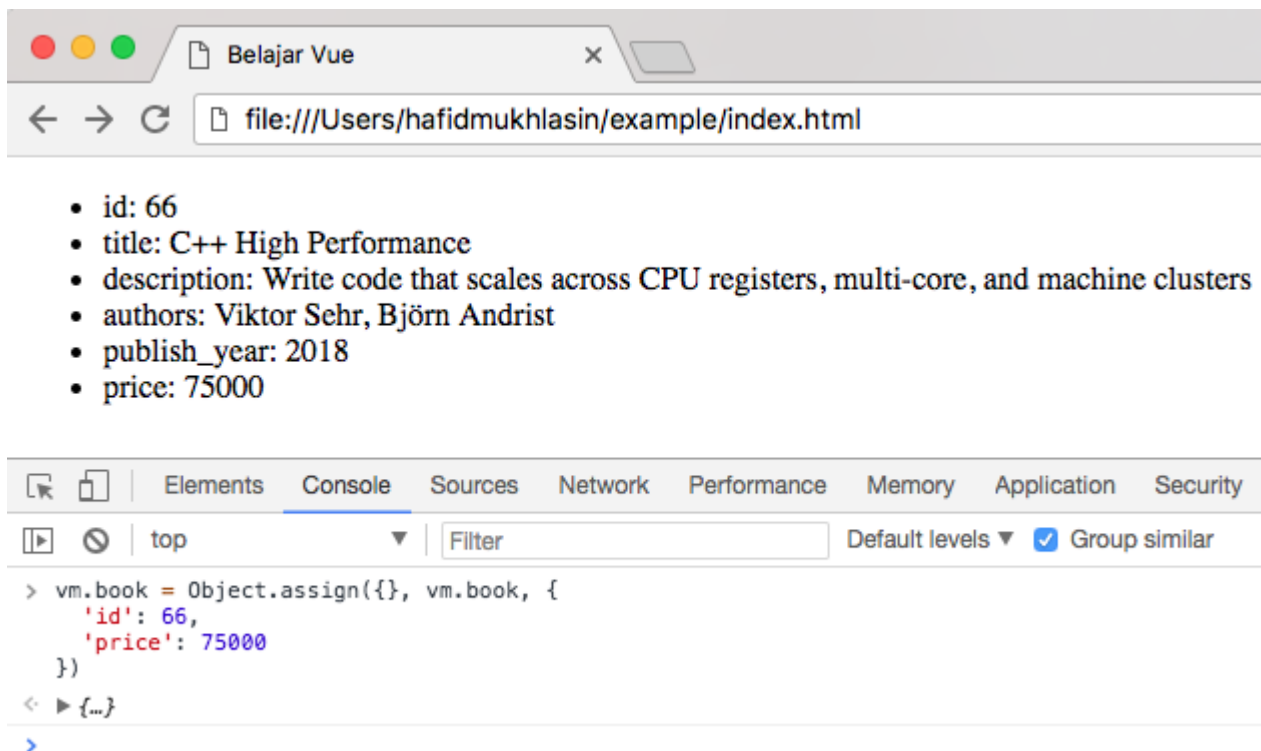 Belajar Vue
file:///Users/hafidmukhlasin/example/index.html
• id: 66
• title: C++ High Performance
• description: Write code that scales across CPU registers, multi-core, and machine clusters
• authors: Viktor Sehr, Björn Andrist
• publish_year: 2018
• price: 75000
Elements Console Sources Network Performance Memory Application Security
top ▼ Filter Default levels ▼ Group similar
> vm.book = Object.assign({}, vm.book, {
'id': 66,
'price': 75000
})
<· ▶ {…}
>